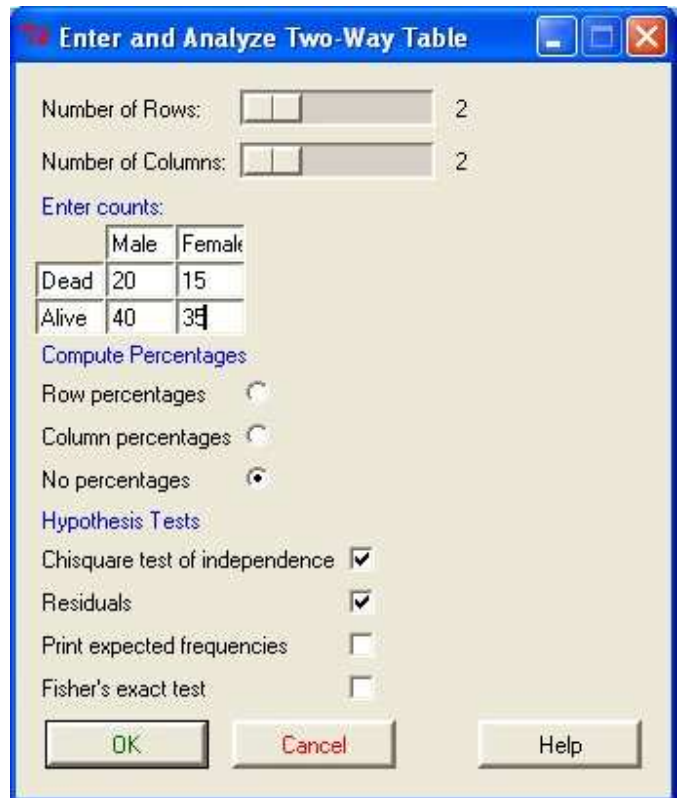 Enter and Analyze Two-Way Table
Number of Rows: 2
Number of Columns: 2
Enter counts:
Male Female
Dead 20 15
Alive 40 35
Compute Percentages
Row percentages
Column percentages
No percentages
Hypothesis Tests
Chisquare test of independence
Residuals
Print expected frequencies
Fisher's exact test
OK Cancel Help